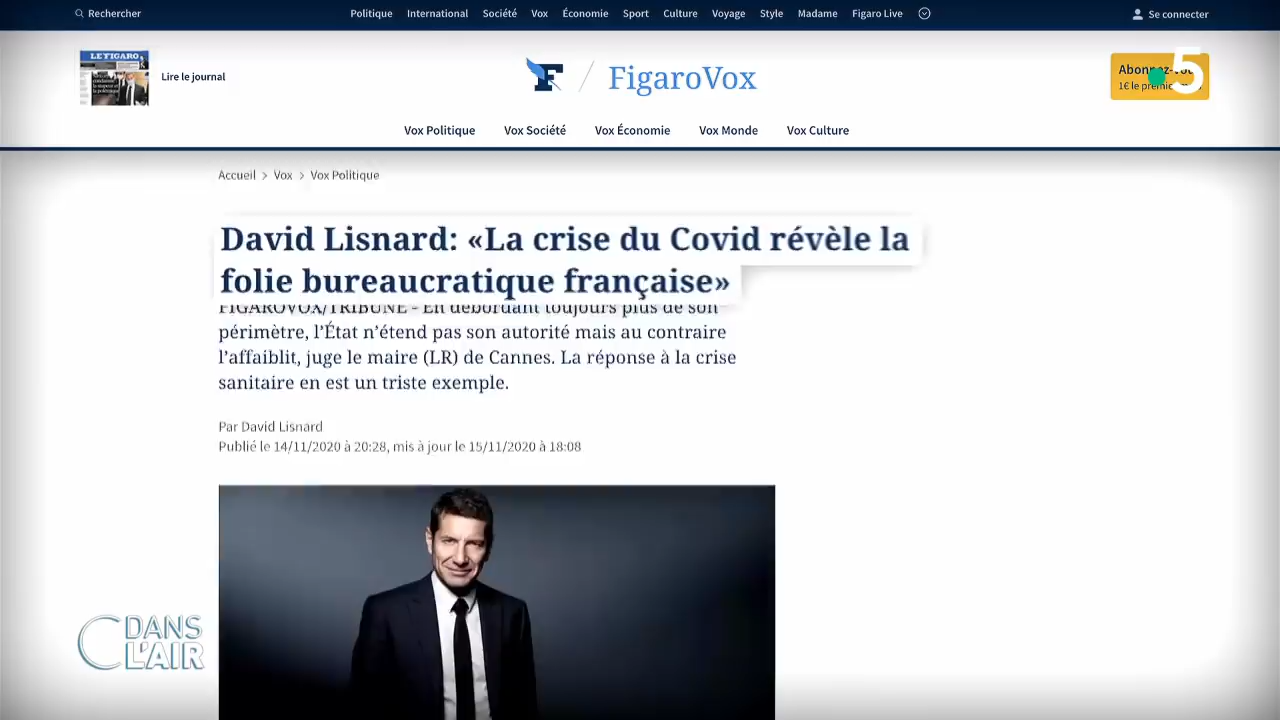 Rechercher
Politique International Société Vox Économie Sport Culture Voyage Style Madame Figaro Live
Se connecter
LE FIGARO
Lire le journal
F / FigaroVox
5
1€ le premier
Vox Politique Vox Société Vox Économie Vox Monde Vox Culture
Accueil > Vox > Vox Politique
David Lisnard: «La crise du Covid révèle la
folie bureaucratique française»
FIGAROVOX/TRIBUNE - En débordant toujours plus de son
périmètre, l’État n’étend pas son autorité mais au contraire
l’affaiblit, juge le maire (LR) de Cannes. La réponse à la crise
sanitaire en est un triste exemple.
Par David Lisnard
Publié le 14/11/2020 à 20:28, mis à jour le 15/11/2020 à 18:08
C DANS
L'AIR